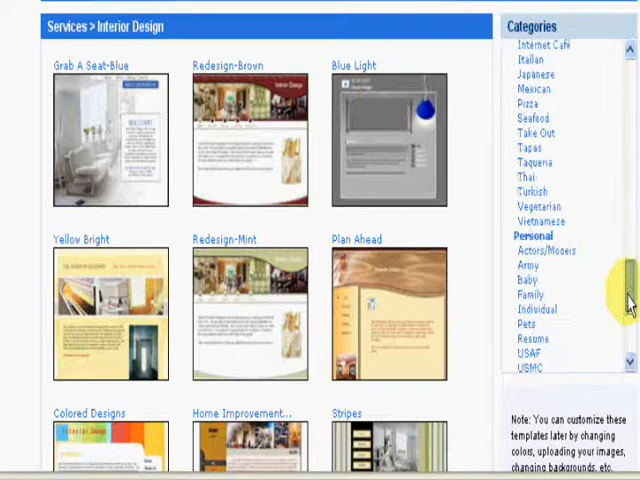 Services > Interior Design
Categories
Grab A Seat-Blue
Redesign-Brown
Blue Light
Yellow Bright
Redesign-Mint
Plan Ahead
Colored Designs
Home Improvement...
Stripes
Interior Design
Internet Café
Italian
Japanese
Mexican
Pizza
Seafood
Take Out
Tapas
Taqueria
Thai
Turkish
Vegetarian
Vietnamese
Personal
Actors/Models
Army
Baby
Family
Individual
Pets
Resume
USAF
USMC
Note: You can customize these
templates later by changing
colors, uploading your images,
changing backgrounds, etc.